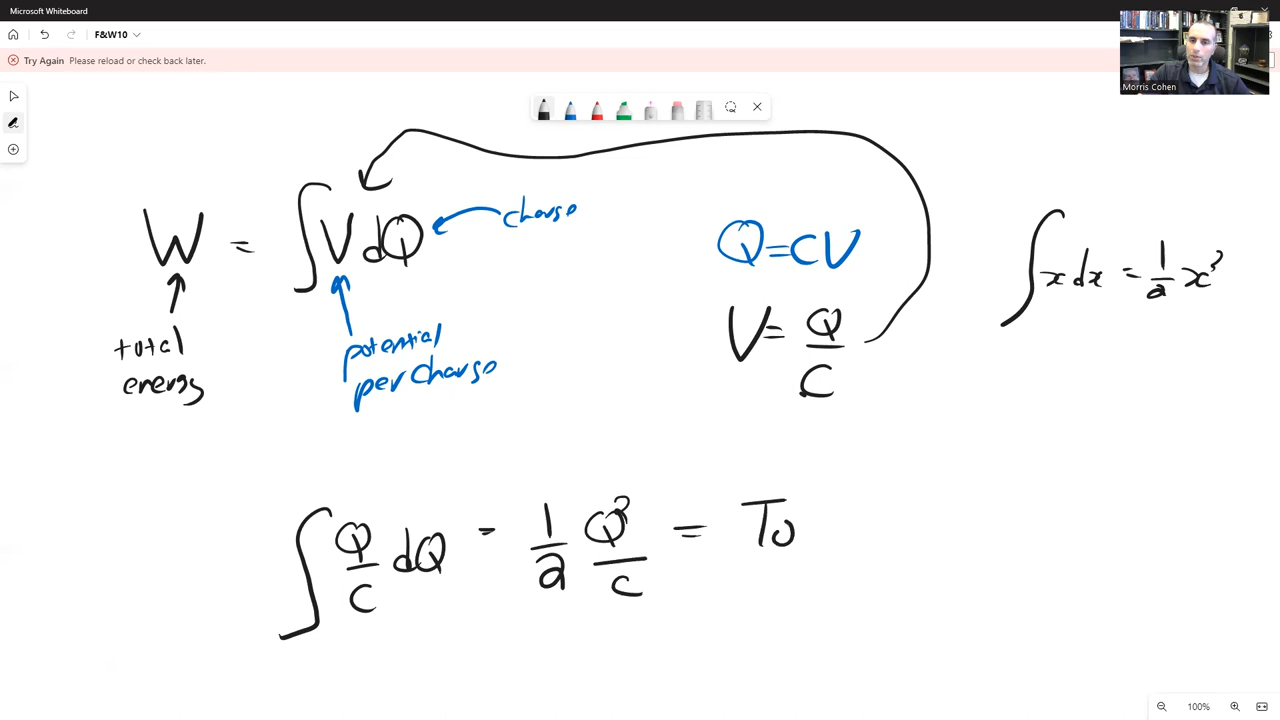 Microsoft Whiteboard
F&W10
Try Again Please reload or check back later.
Morris Cohen
W = ∫V dQ
charge
total
energy
potential
per charge
Q=CV
V= Q/C
∫x dx = 1/2 x²
∫ Q/C dQ = 1/2 Q²/C = To
100%